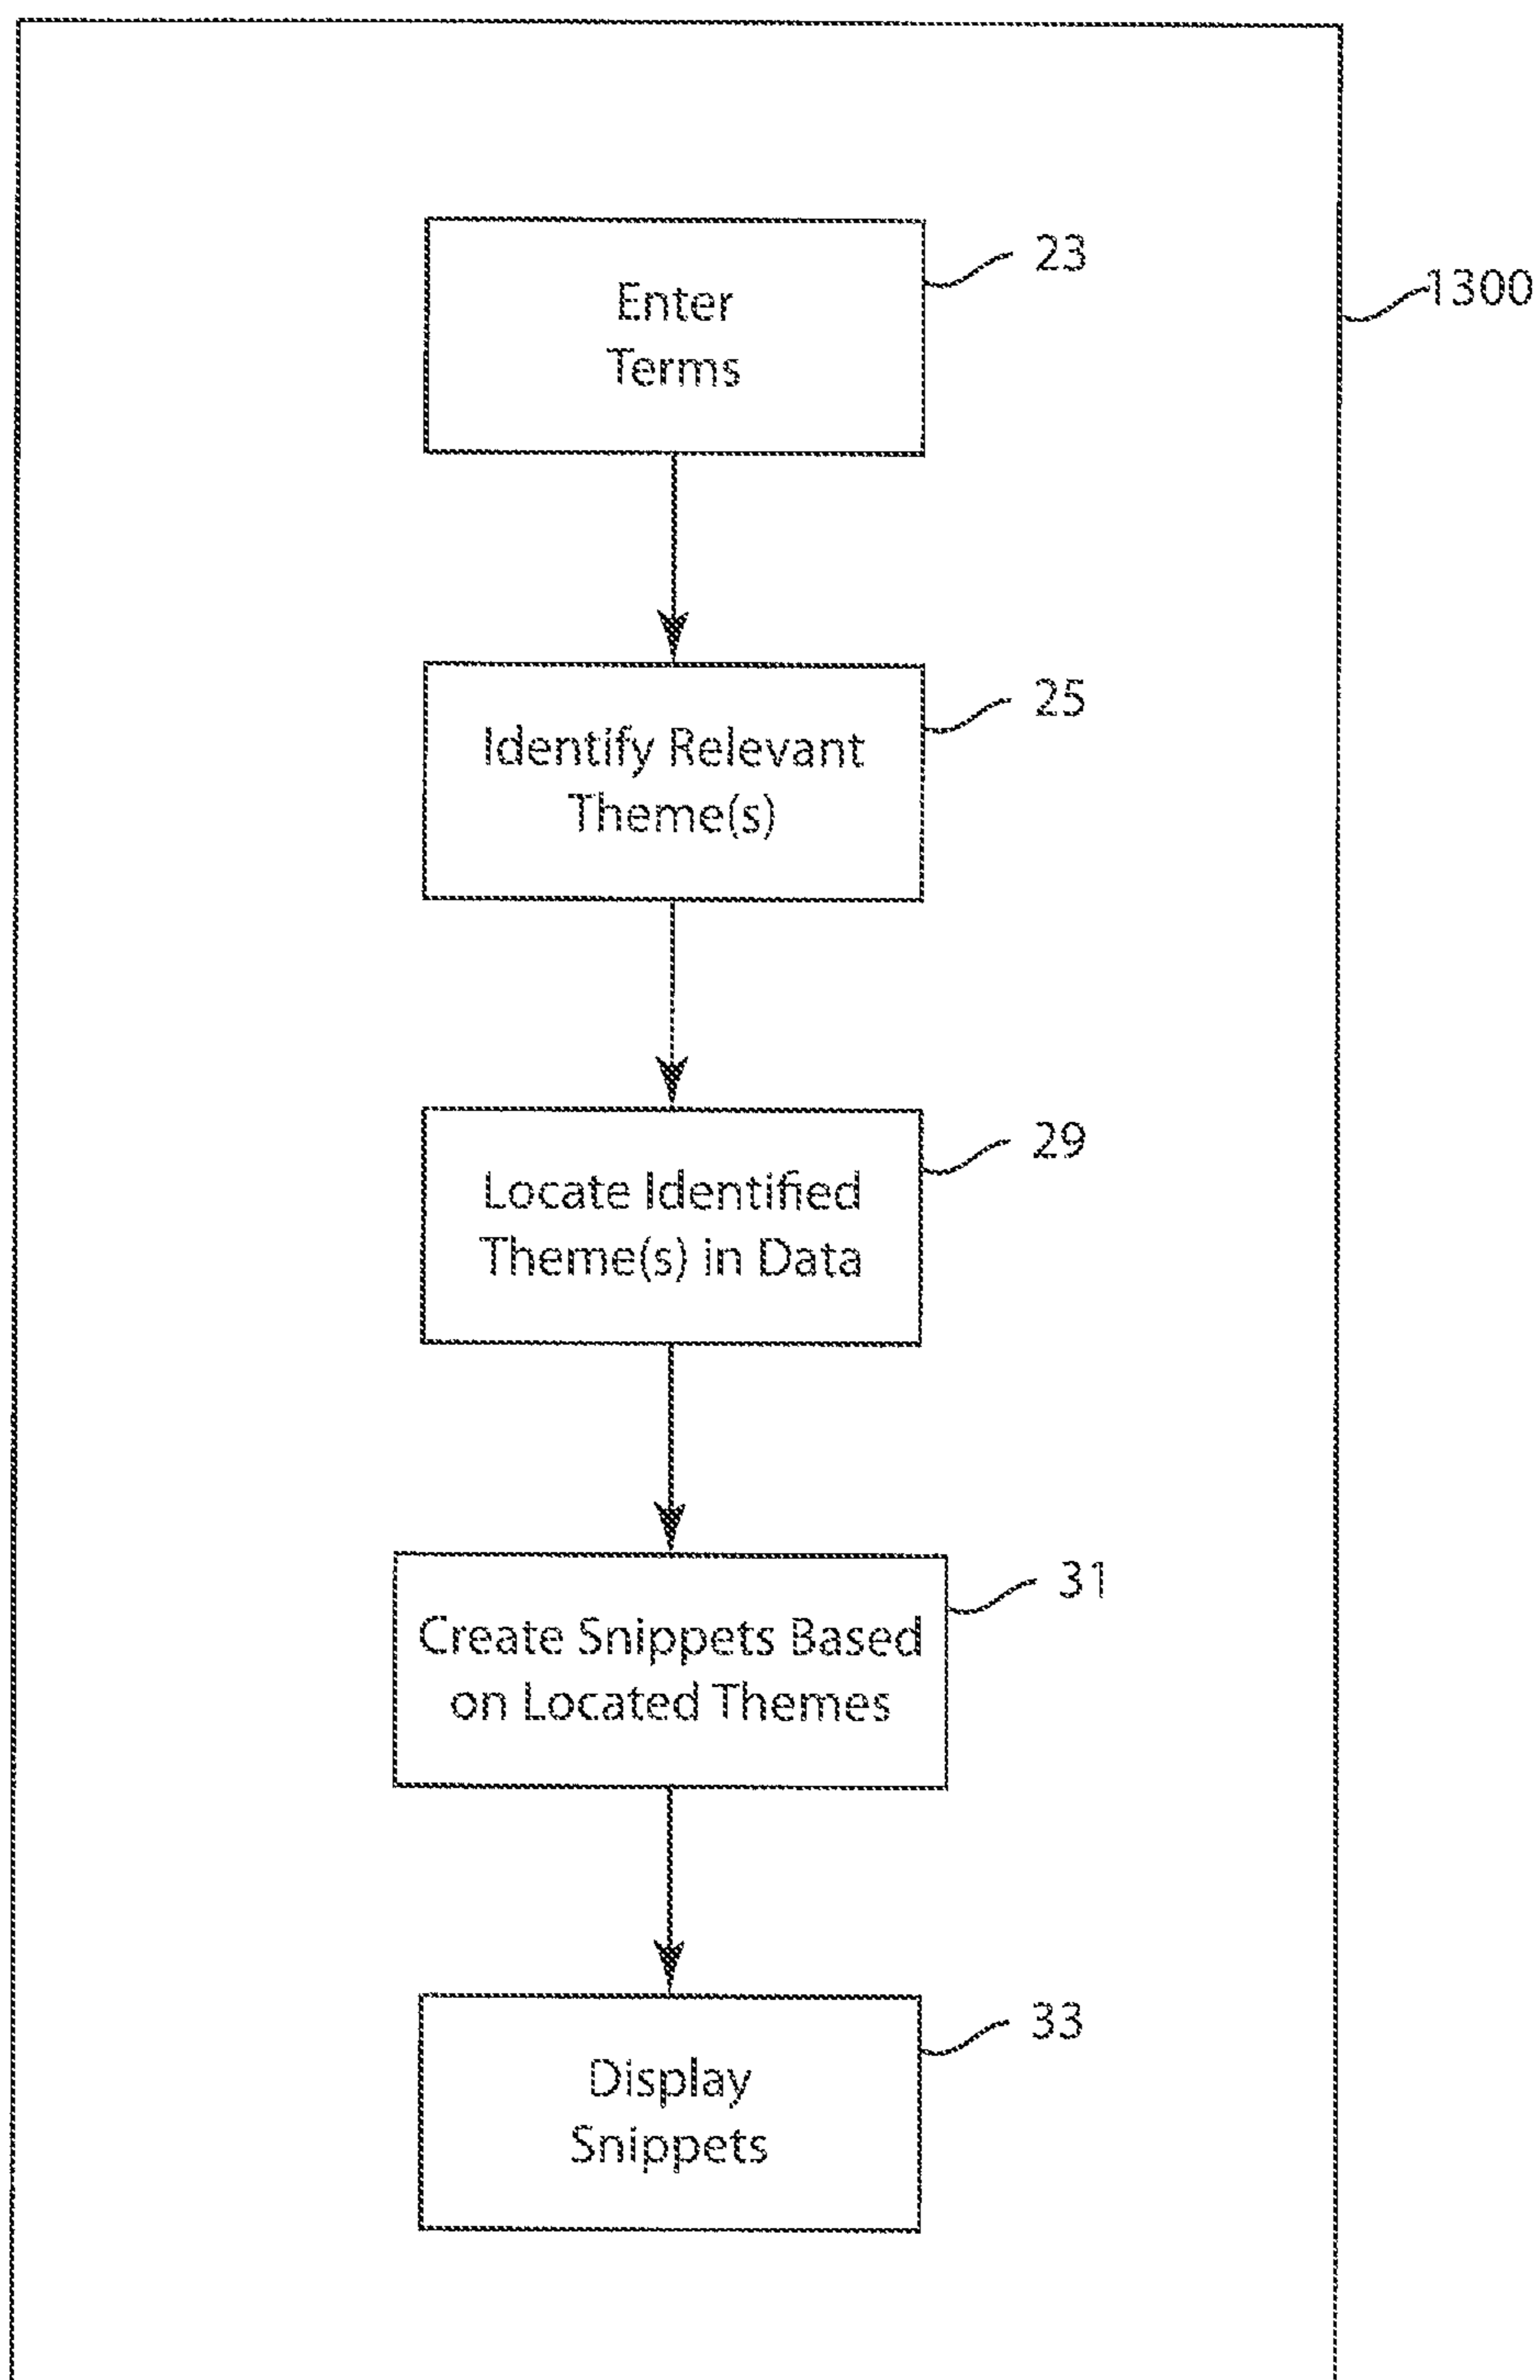 Enter
Terms
23
1300
Identify Relevant
Theme(s)
25
Locate Identified
Theme(s) in Data
29
Create Snippets Based
on Located Themes
31
Display
Snippets
33